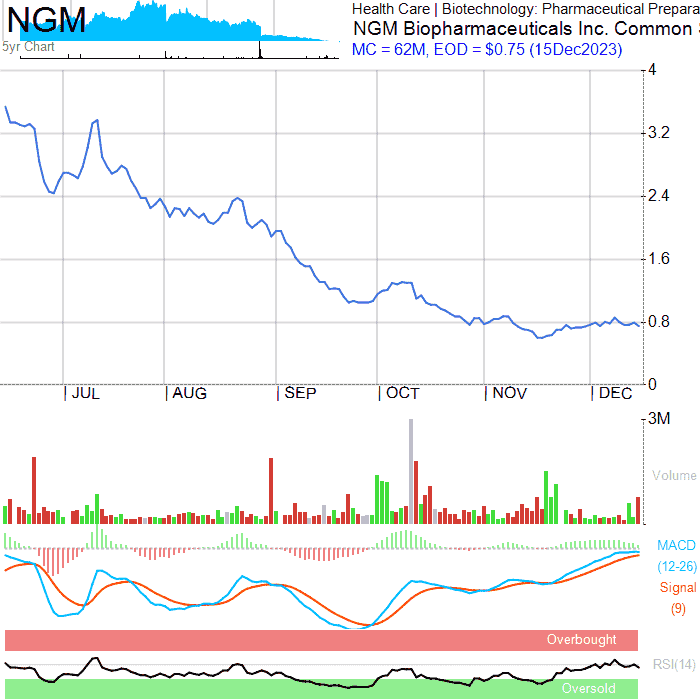 NGM
5yr Chart
Health Care | Biotechnology: Pharmaceutical Prepara
NGM Biopharmaceuticals Inc. Common
MC = 62M, EOD = $0.75 (15Dec2023)
4
3.2
2.4
1.6
0.8
0
JUL AUG SEP OCT NOV DEC
3M
Volume
MACD
(12-26)
Signal
(9)
Overbought
RSI(14)
Oversold